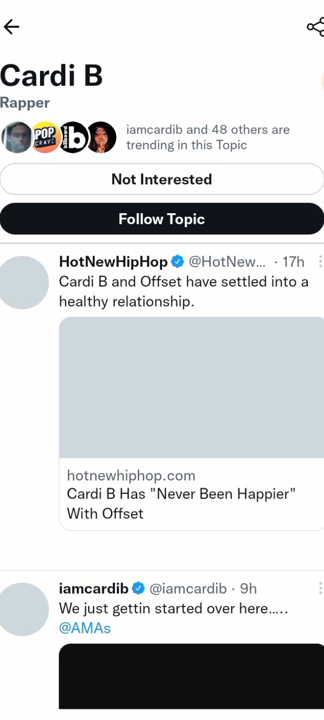 Cardi B
Rapper
POP
CRAVE
b
iamcardib and 48 others are
trending in this Topic
Not Interested
Follow Topic
HotNewHipHop @HotNew... · 17h
Cardi B and Offset have settled into a
healthy relationship.
hotnewhiphop.com
Cardi B Has "Never Been Happier"
With Offset
iamcardib @iamcardib · 9h
We just gettin started over here.....
@AMAs